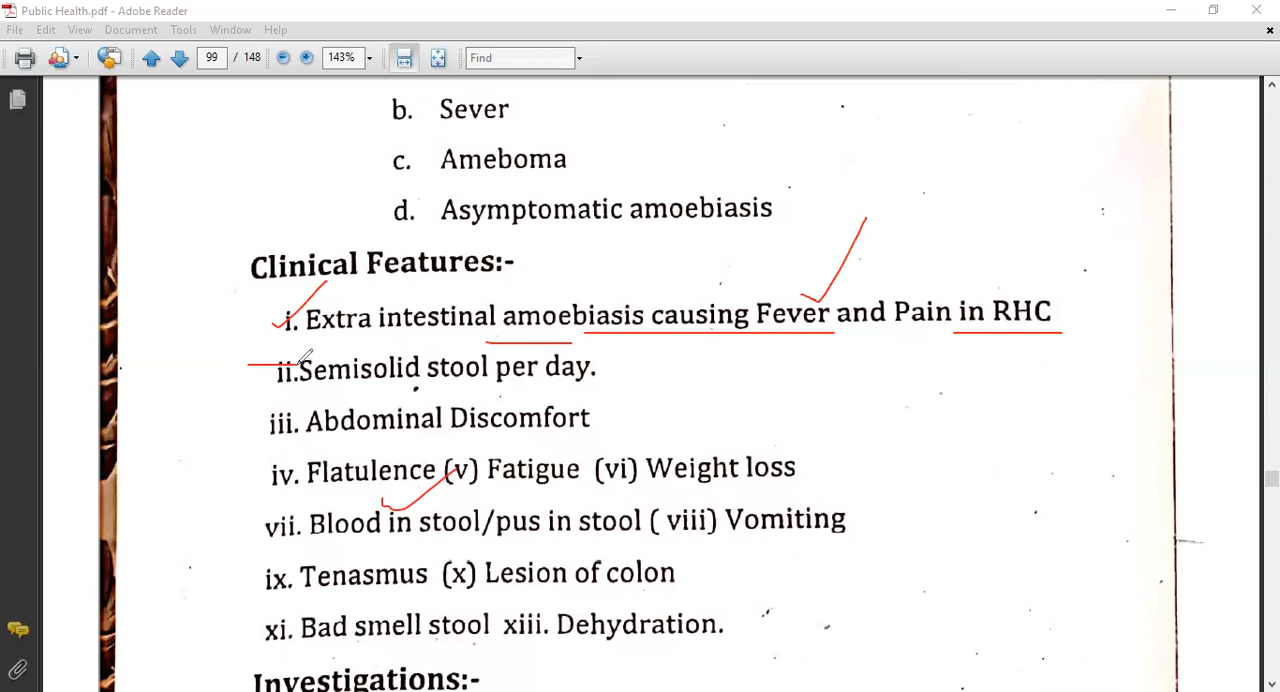 Public Health.pdf - Adobe Reader
File Edit View Document Tools Window Help
99 / 148 143% Find
b. Sever
c. Ameboma
d. Asymptomatic amoebiasis
Clinical Features:-
i. Extra intestinal amoebiasis causing Fever and Pain in RHC
ii.Semisolid stool per day.
iii. Abdominal Discomfort
iv. Flatulence (v) Fatigue (vi) Weight loss
vii. Blood in stool/pus in stool ( viii) Vomiting
ix. Tenasmus (x) Lesion of colon
xi. Bad smell stool xiii. Dehydration.
Investigations:-